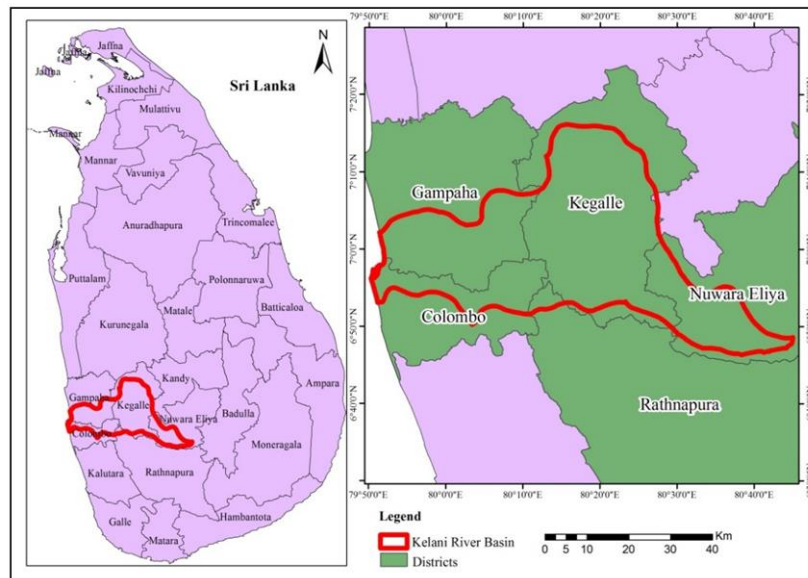 Sri Lanka
N
Jaffna
Jaffna
Jaffna
Kilinochchi
Mulattivu
Mannar
Mannar
Vavuniya
Anuradhapura
Trincomalee
Puttalam
Polonnaruwa
Batticaloa
Matale
Kurunegala
Ampara
Kandy
Gampaha
Kegalle
Nuwara Eliya
Badulla
Moneragala
Colombo
Kalutara
Rathnapura
Galle
Hambantota
Matara
79°50'0"E 80°0'0"E 80°10'0"E 80°20'0"E 80°30'0"E 80°40'0"E
7°20'0"N
7°10'0"N
7°0'0"N
6°50'0"N
6°40'0"N
Gampaha
Kegalle
Nuwara Eliya
Colombo
Rathnapura
79°50'0"E 80°0'0"E 80°10'0"E 80°20'0"E 80°30'0"E 80°40'0"E
Legend
Kelani River Basin
Districts
Km
0 5 10 20 30 40